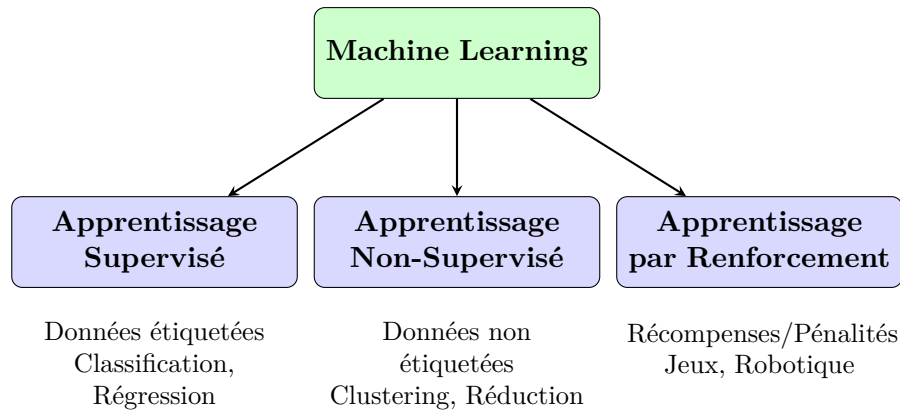 Machine Learning
Apprentissage
Supervisé
Apprentissage
Non-Supervisé
Apprentissage
par Renforcement
Données étiquetées
Classification,
Régression
Données non
étiquetées
Clustering, Réduction
Récompenses/Pénalités
Jeux, Robotique